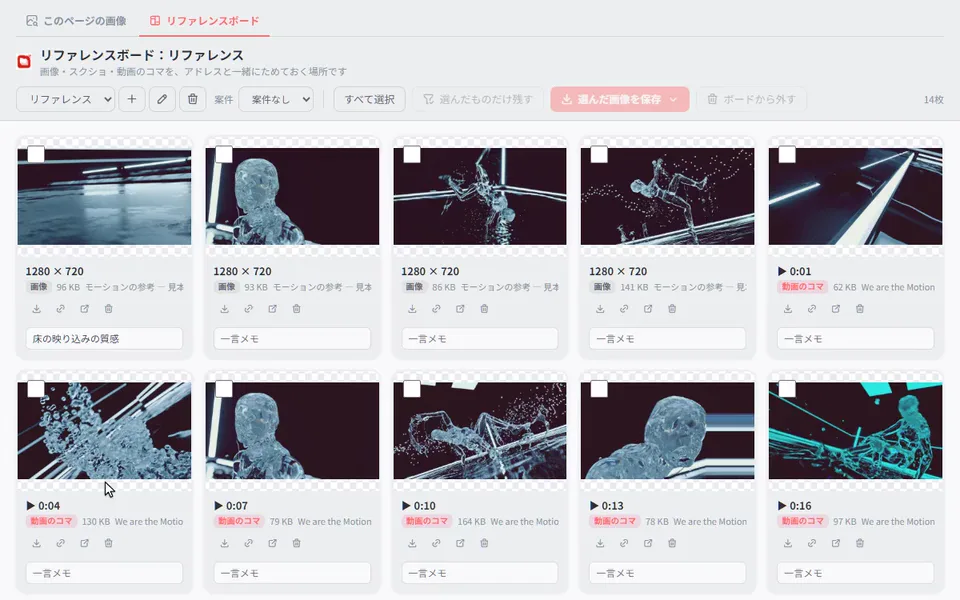 このページの画像
リファレンスボード
リファレンスボード：リファレンス
画像・スクショ・動画のコマを、アドレスと一緒にためておく場所です
リファレンス
案件
案件なし
すべて選択
選んだものだけ残す
選んだ画像を保存
ボードから外す
14枚
1280 × 720
画像 96 KB モーションの参考 — 見本
床の映り込みの質感
1280 × 720
画像 93 KB モーションの参考 — 見本
一言メモ
1280 × 720
画像 86 KB モーションの参考 — 見本
一言メモ
1280 × 720
画像 141 KB モーションの参考 — 見
一言メモ
▶ 0:01
動画のコマ 62 KB We are the Motion
一言メモ
▶ 0:04
動画のコマ 130 KB We are the Motio
一言メモ
▶ 0:07
動画のコマ 79 KB We are the Motion
一言メモ
▶ 0:10
動画のコマ 164 KB We are the Motio
一言メモ
▶ 0:13
動画のコマ 78 KB We are the Motion
一言メモ
▶ 0:16
動画のコマ 97 KB We are the Motion
一言メモ